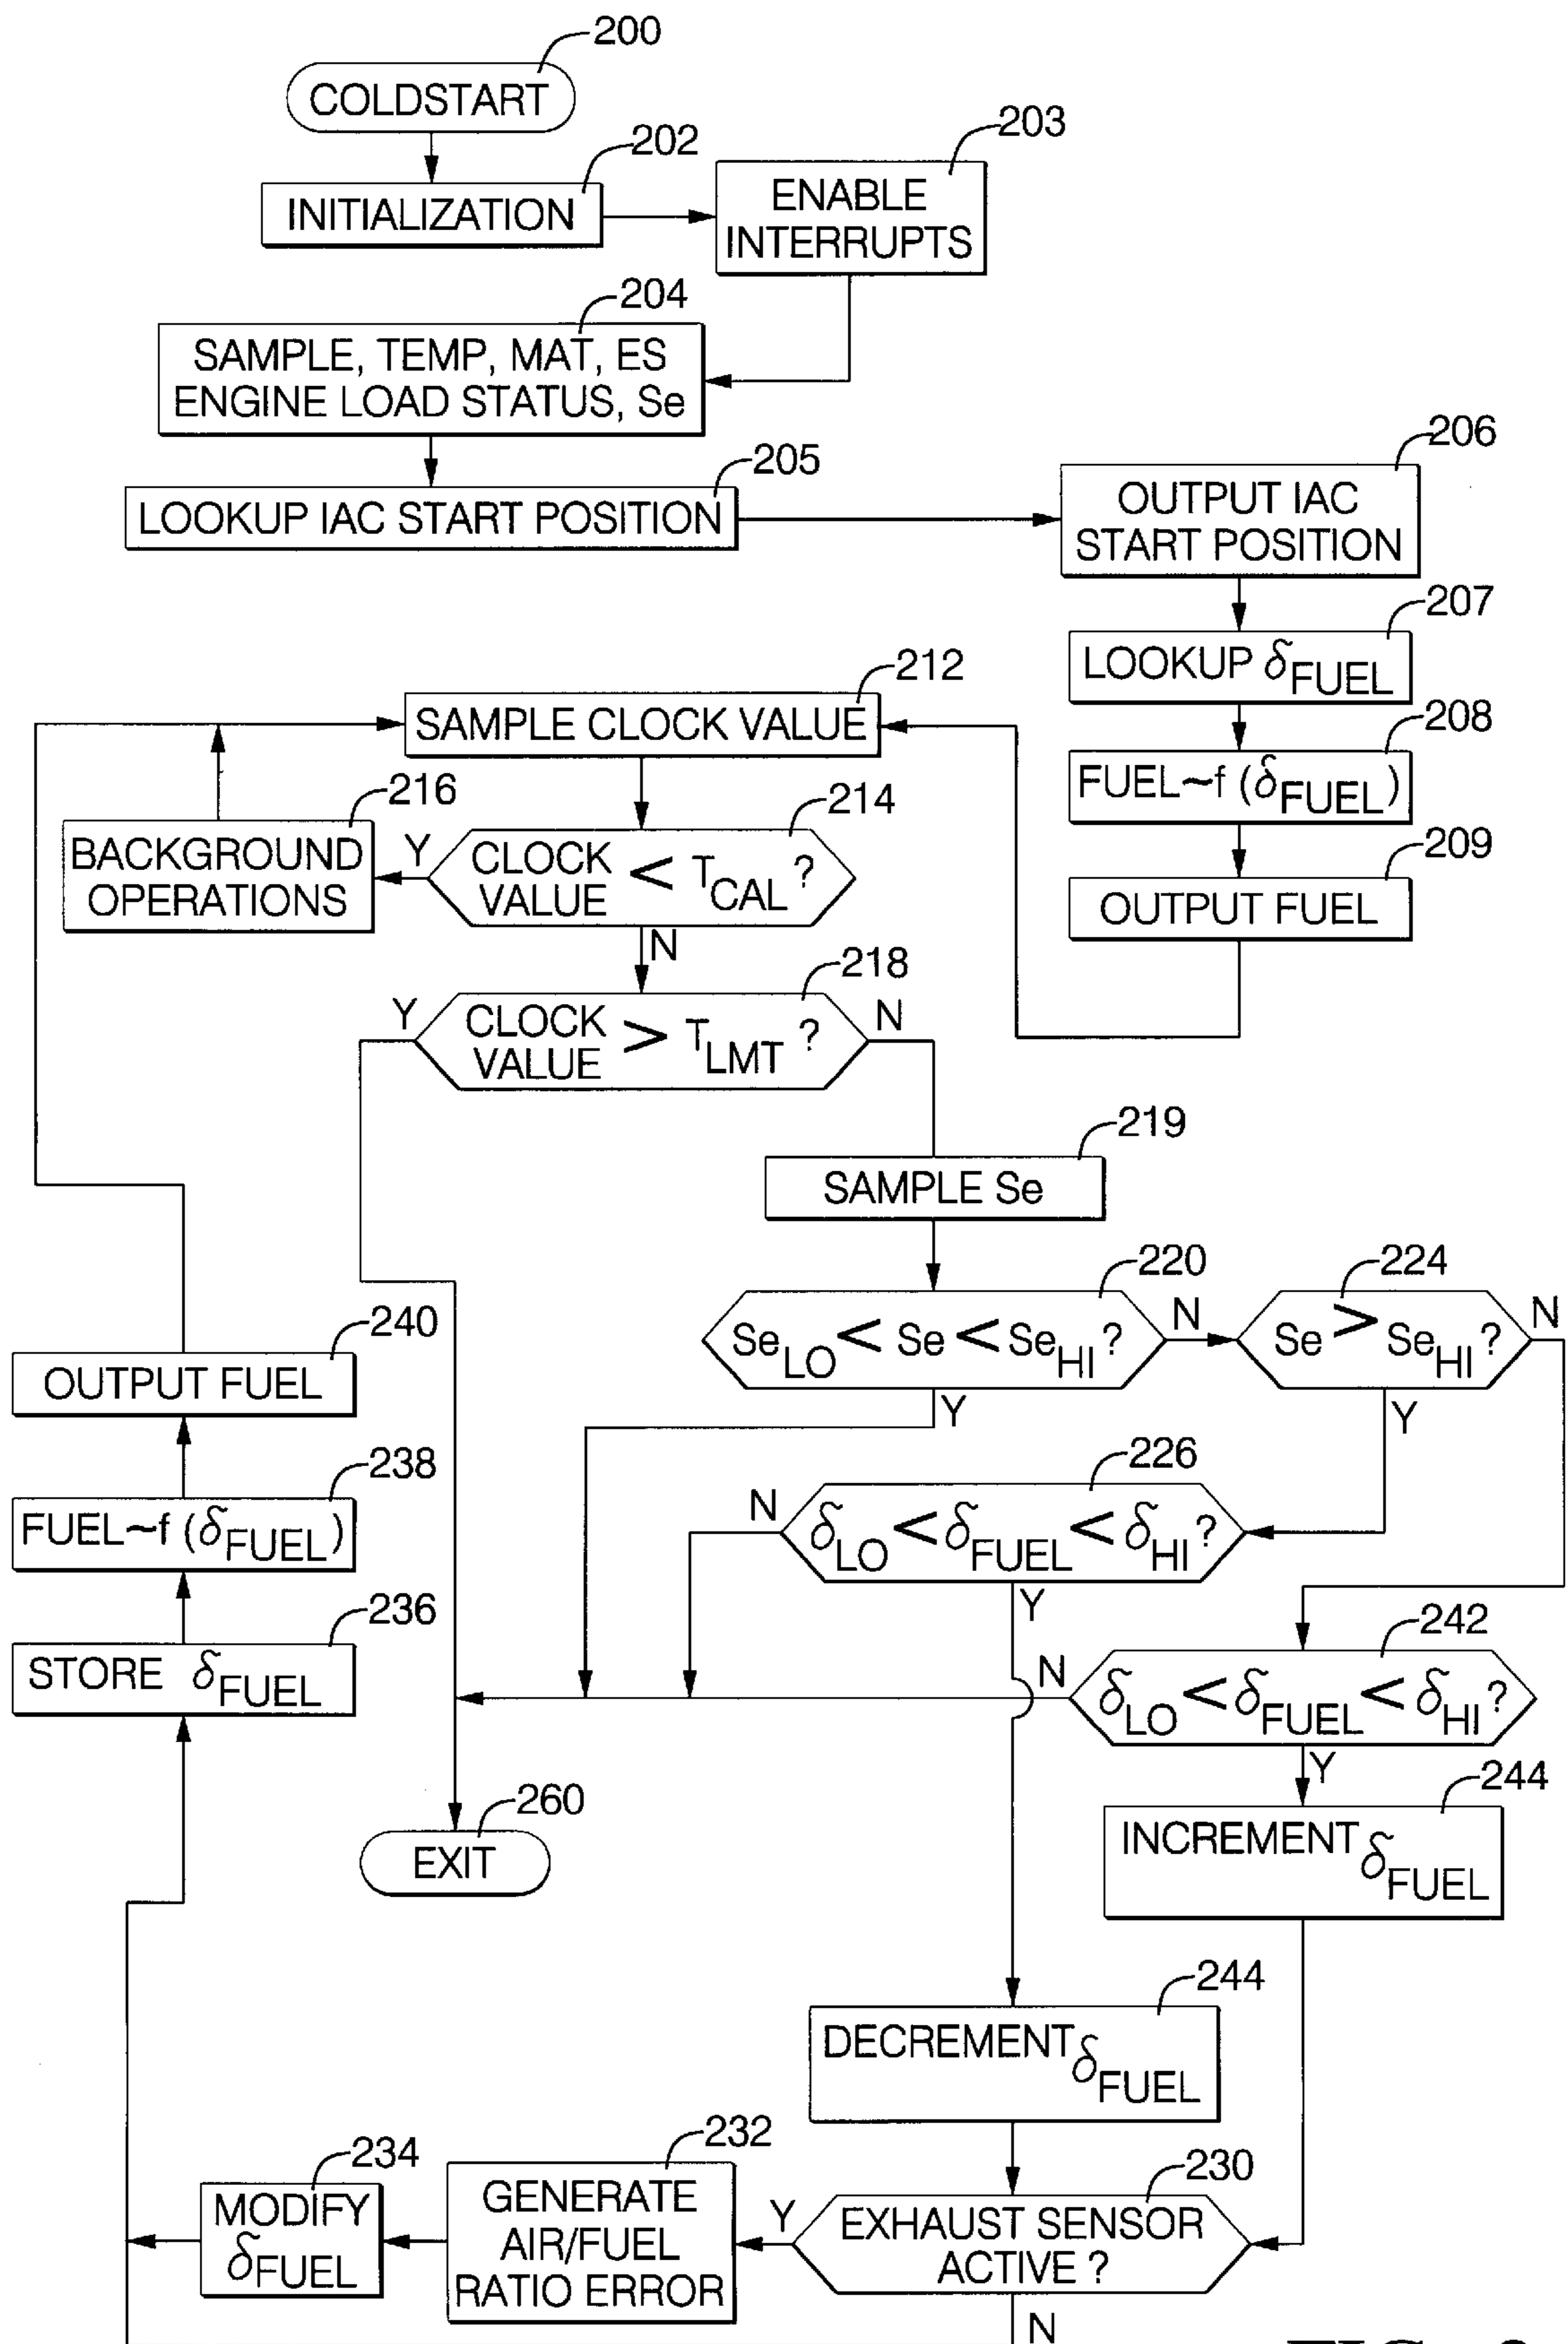 200
COLDSTART
202
INITIALIZATION
203
ENABLE
INTERRUPTS
204
SAMPLE, TEMP, MAT, ES
ENGINE LOAD STATUS, Se
205
LOOKUP IAC START POSITION
206
OUTPUT IAC
START POSITION
207
LOOKUP δFUEL
208
FUEL~f (δFUEL)
209
OUTPUT FUEL
212
SAMPLE CLOCK VALUE
214
CLOCK
VALUE < TCAL ?
Y
N
216
BACKGROUND
OPERATIONS
218
CLOCK
VALUE > TLMT ?
Y
N
219
SAMPLE Se
220
SeLO < Se < SeHI ?
N
Y
224
Se > SeHI ?
N
Y
226
δLO < δFUEL < δHI ?
N
Y
242
δLO < δFUEL < δHI ?
N
Y
244
INCREMENT δFUEL
244
DECREMENT δFUEL
230
EXHAUST SENSOR
ACTIVE ?
Y
N
232
GENERATE
AIR/FUEL
RATIO ERROR
234
MODIFY
δFUEL
236
STORE δFUEL
238
FUEL~f (δFUEL)
240
OUTPUT FUEL
260
EXIT